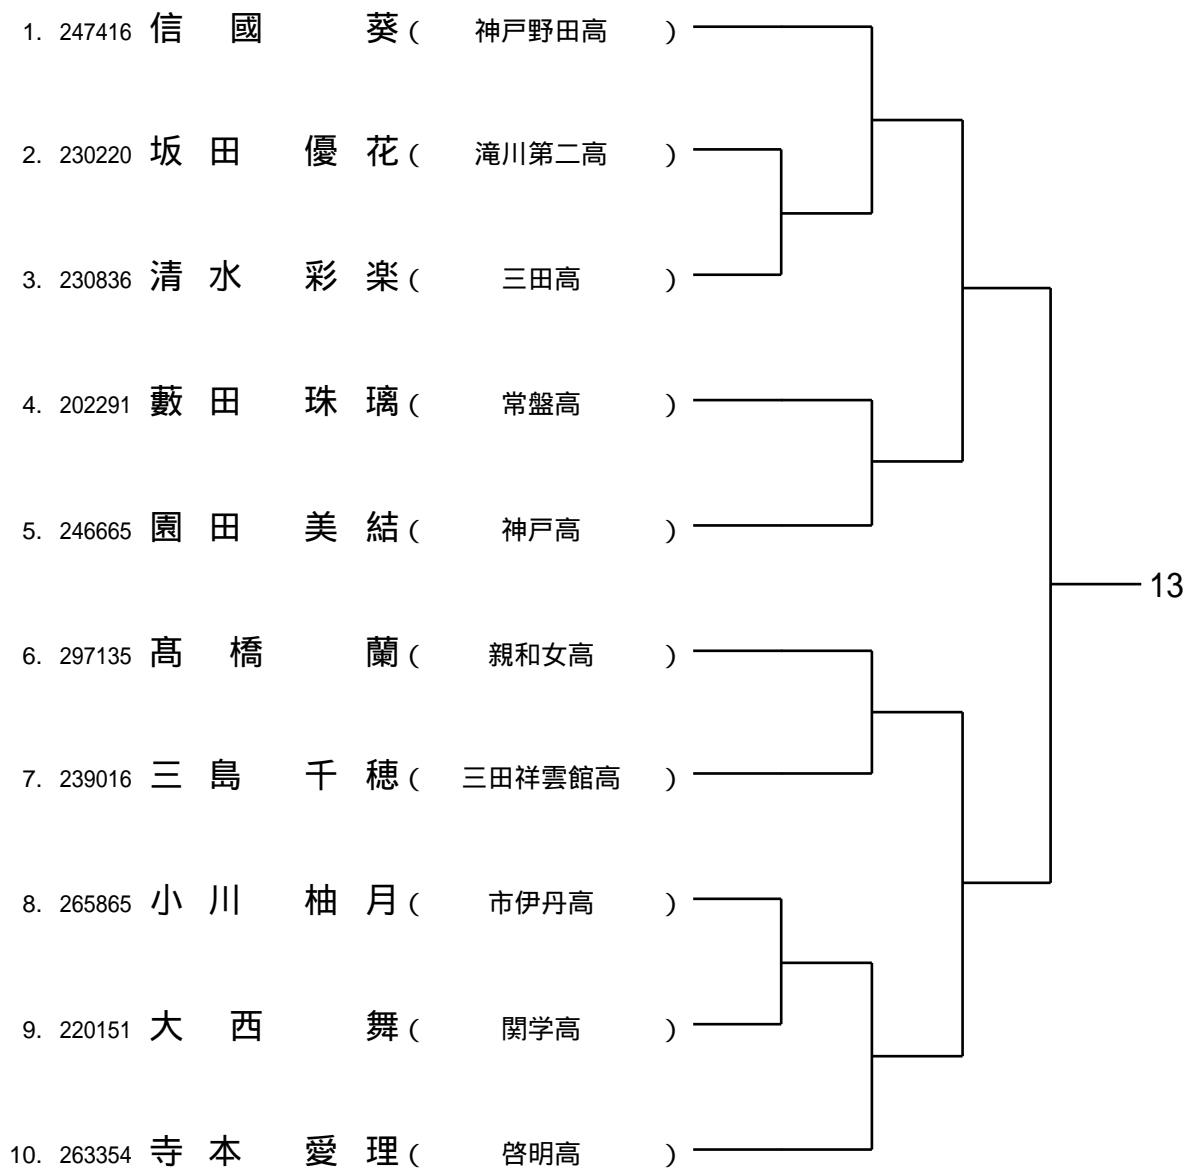 1. 247416 信 國 葵 ( 神戸野田高 )
2. 230220 坂 田 優 花 ( 滝川第二高 )
3. 230836 清 水 彩 楽 ( 三田高 )
4. 202291 藪 田 珠 璃 ( 常盤高 )
5. 246665 園 田 美 結 ( 神戸高 )
13
6. 297135 髙 橋 蘭 ( 親和女高 )
7. 239016 三 島 千 穂 ( 三田祥雲館高 )
8. 265865 小 川 柚 月 ( 市伊丹高 )
9. 220151 大 西 舞 ( 関学高 )
10. 263354 寺 本 愛 理 ( 啓明高 )